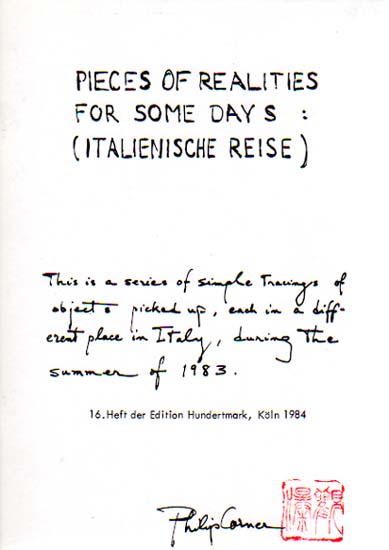 PIECES OF REALITIES
FOR SOME DAYS :
(ITALIENISCHE REISE)
This is a series of simple Tracings of
objects picked up, each in a diff-
erent place in Italy, during The
summer of 1983.
16.Heft der Edition Hundertmark, Köln 1984
Philip Corner